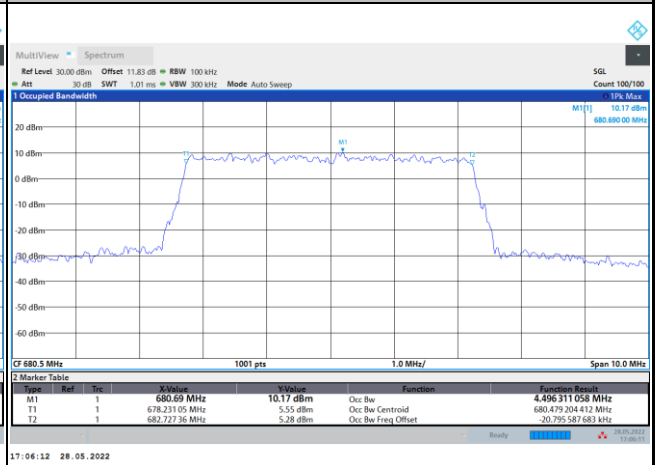 MultiView Spectrum
Ref Level 30.00 dBm Offset 11.83 dB RBW 100 kHz SGL
Att 30 dB SWT 1.01 ms VBW 300 kHz Mode Auto Sweep Count 100/100
1 Occupied Bandwidth 1Pk Max
M1[1] 10.17 dBm
680.690 00 MHz
20 dBm
M1
10 dBm
T1
T2
0 dBm
-10 dBm
-20 dBm
-30 dBm
-40 dBm
-50 dBm
-60 dBm
CF 680.5 MHz 1001 pts 1.0 MHz/ Span 10.0 MHz
2 Marker Table
Type Ref Trc X-Value Y-Value Function Function Result
M1 1 680.69 MHz 10.17 dBm Occ Bw 4.496 311 058 MHz
T1 1 678.231 05 MHz 5.55 dBm Occ Bw Centroid 680.479 204 412 MHz
T2 1 682.727 36 MHz 5.28 dBm Occ Bw Freq Offset -20.795 587 683 kHz
Ready 28.05.2022
17:06:11
17:06:12 28.05.2022